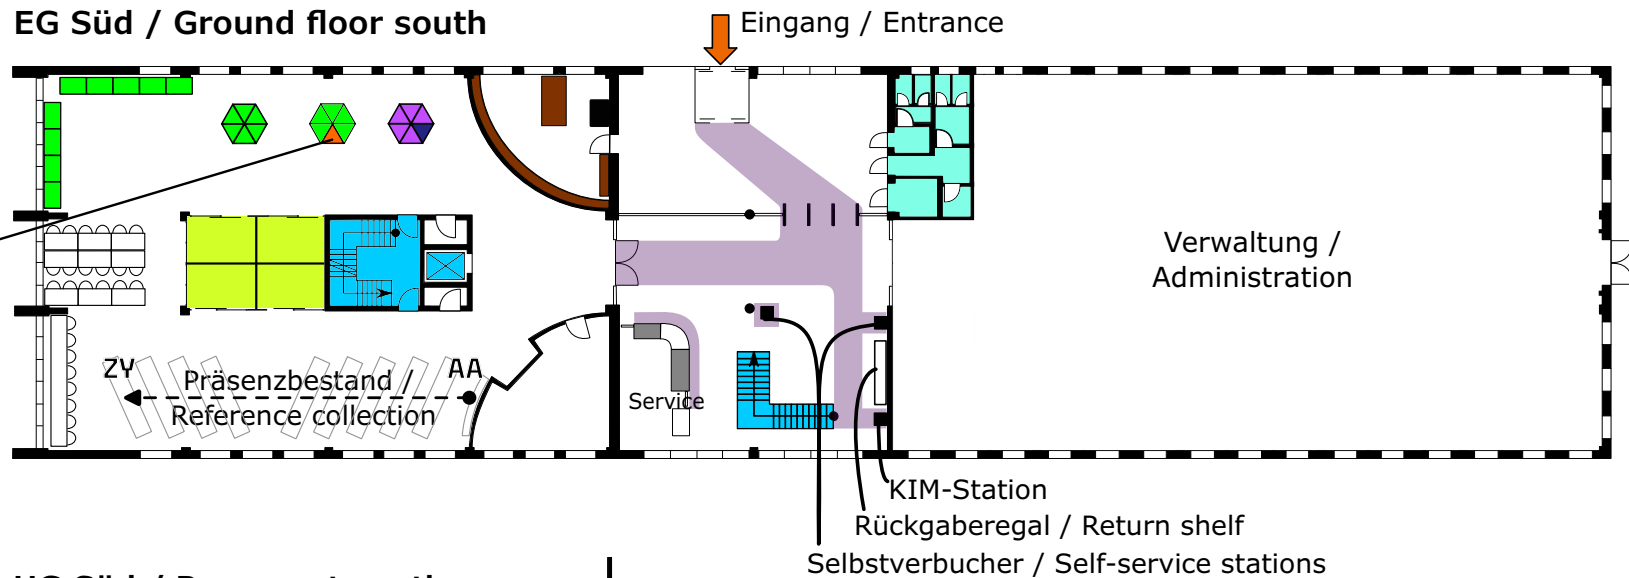 EG Süd / Ground floor south
Eingang / Entrance
Verwaltung /
Administration
ZY
AA
Präsenzbestand /
Reference collection
Service
KIM-Station
Rückgaberegal / Return shelf
Selbstverbucher / Self-service stations